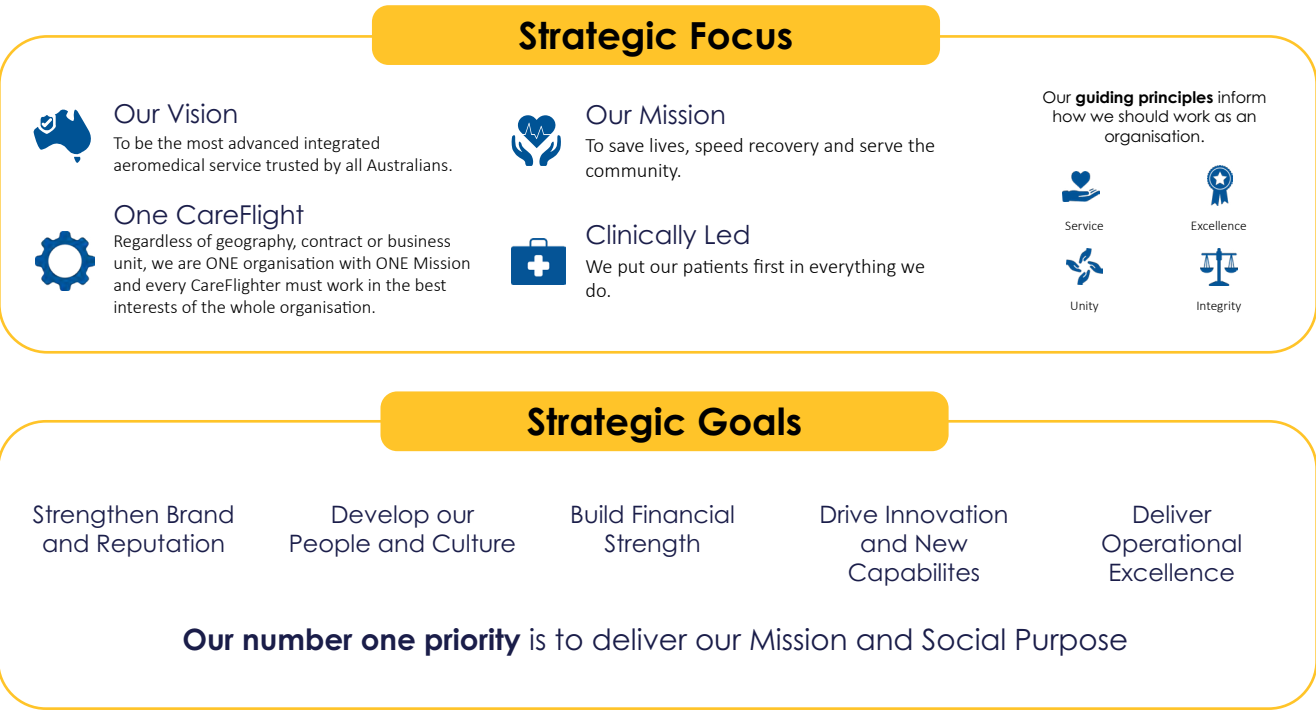 Strategic Focus
Our Vision
To be the most advanced integrated
aeromedical service trusted by all Australians.
One CareFlight
Regardless of geography, contract or business
unit, we are ONE organisation with ONE Mission
and every CareFlighter must work in the best
interests of the whole organisation.
Our Mission
To save lives, speed recovery and serve the
community.
Clinically Led
We put our patients first in everything we
do.
Our guiding principles inform
how we should work as an
organisation.
Service
Excellence
Unity
Integrity
Strategic Goals
Strengthen Brand
and Reputation
Develop our
People and Culture
Build Financial
Strength
Drive Innovation
and New
Capabilites
Deliver
Operational
Excellence
Our number one priority is to deliver our Mission and Social Purpose